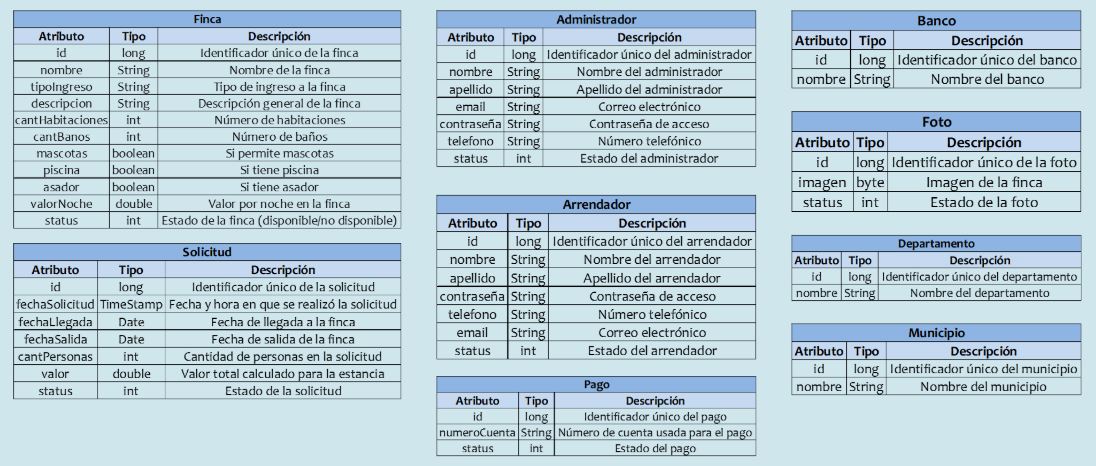 Finca
Atributo Tipo Descripción
id long Identificador único de la finca
nombre String Nombre de la finca
tipoIngreso String Tipo de ingreso a la finca
descripcion String Descripción general de la finca
cantHabitaciones int Número de habitaciones
cantBanos int Número de baños
mascotas boolean Si permite mascotas
piscina boolean Si tiene piscina
asador boolean Si tiene asador
valorNoche double Valor por noche en la finca
status int Estado de la finca (disponible/no disponible)
Solicitud
Atributo Tipo Descripción
id long Identificador único de la solicitud
fechaSolicitud TimeStamp Fecha y hora en que se realizó la solicitud
fechaLlegada Date Fecha de llegada a la finca
fechaSalida Date Fecha de salida de la finca
cantPersonas int Cantidad de personas en la solicitud
valor double Valor total calculado para la estancia
status int Estado de la solicitud
Administrador
Atributo Tipo Descripción
id long Identificador único del administrador
nombre String Nombre del administrador
apellido String Apellido del administrador
email String Correo electrónico
contraseña String Contraseña de acceso
telefono String Número telefónico
status int Estado del administrador
Arrendador
Atributo Tipo Descripción
id long Identificador único del arrendador
nombre String Nombre del arrendador
apellido String Apellido del arrendador
contraseña String Contraseña de acceso
telefono String Número telefónico
email String Correo electrónico
status int Estado del arrendador
Pago
Atributo Tipo Descripción
id long Identificador único del pago
numeroCuenta String Número de cuenta usada para el pago
status int Estado del pago
Banco
Atributo Tipo Descripción
id long Identificador único del banco
nombre String Nombre del banco
Foto
Atributo Tipo Descripción
id long Identificador único de la foto
imagen byte Imagen de la finca
status int Estado de la foto
Departamento
Atributo Tipo Descripción
id long Identificador único del departamento
nombre String Nombre del departamento
Municipio
Atributo Tipo Descripción
id long Identificador único del municipio
nombre String Nombre del municipio